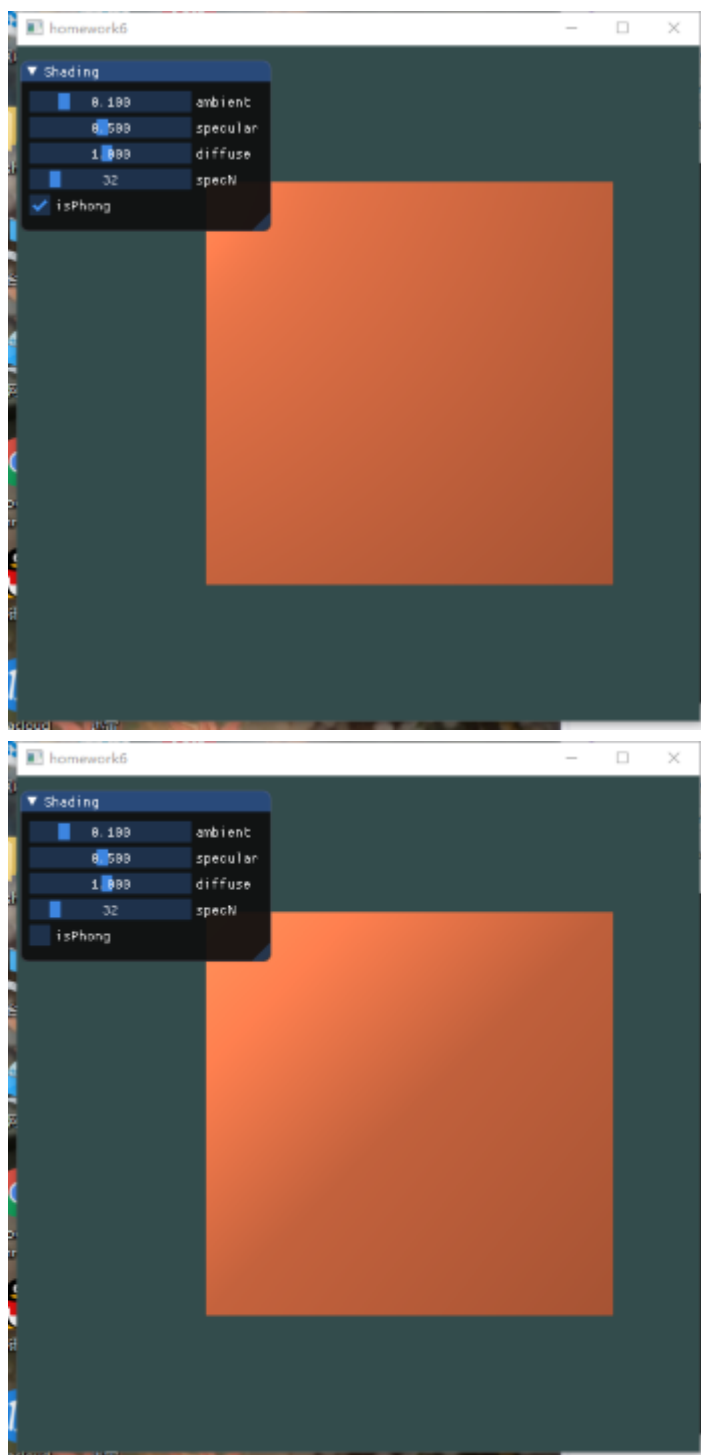 homework6
Shading
0.100 ambient
0.500 specular
1.000 diffuse
32 specN
isPhong
homework6
Shading
0.100 ambient
0.500 specular
1.000 diffuse
32 specN
isPhong